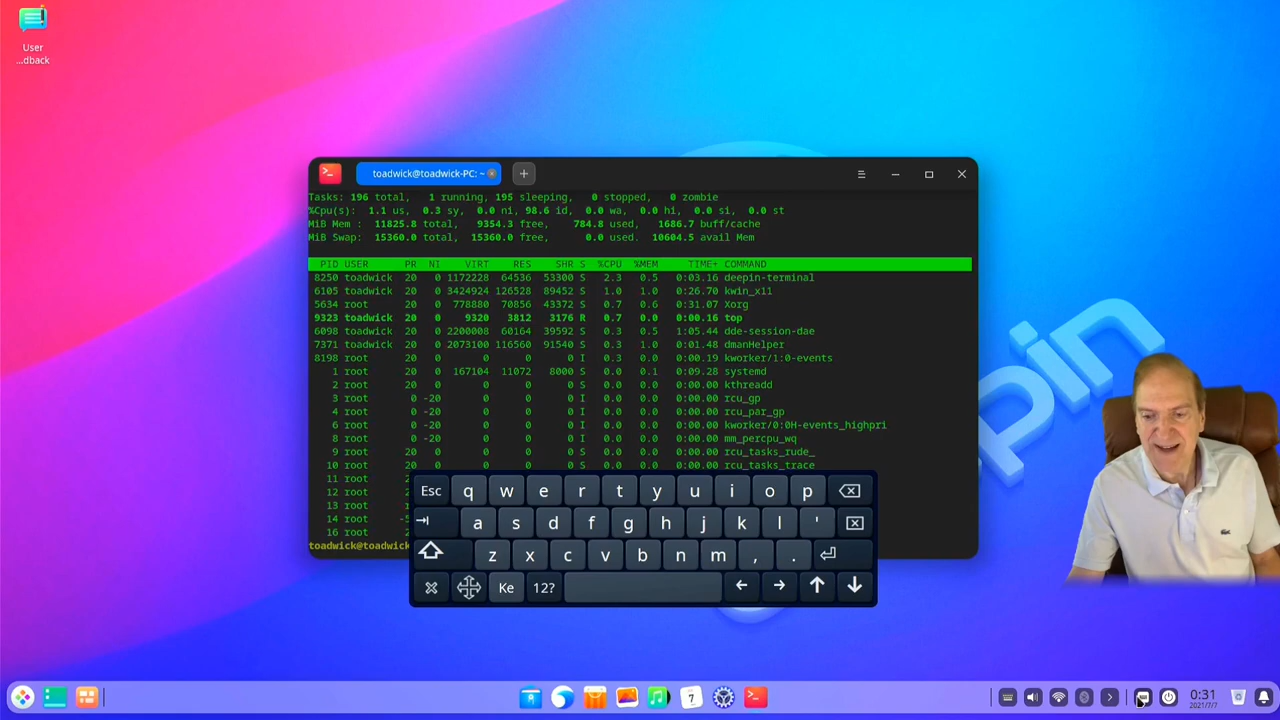 User
...dback
toadwick@toadwick-PC: ~
Tasks: 196 total, 1 running, 195 sleeping, 0 stopped, 0 zombie
%Cpu(s): 1.1 us, 0.3 sy, 0.0 ni, 98.6 id, 0.0 wa, 0.0 hi, 0.0 si, 0.0 st
MiB Mem : 11825.8 total, 9354.3 free, 784.8 used, 1686.7 buff/cache
MiB Swap: 15360.0 total, 15360.0 free, 0.0 used. 10604.5 avail Mem
PID USER PR NI VIRT RES SHR S %CPU %MEM TIME+ COMMAND
8250 toadwick 20 0 1172228 64536 53300 S 2.3 0.5 0:03.16 deepin-terminal
6105 toadwick 20 0 3424924 126528 89452 S 1.0 1.0 0:26.70 kwin_x11
5634 root 20 0 778880 70856 43372 S 0.7 0.6 0:31.07 Xorg
9323 toadwick 20 0 9320 3812 3176 R 0.7 0.0 0:00.16 top
6098 toadwick 20 0 2200008 60164 39592 S 0.3 0.5 1:05.44 dde-session-dae
7371 toadwick 20 0 2073100 116560 91540 S 0.3 1.0 0:01.48 dmanHelper
8198 root 20 0 0 0 0 I 0.3 0.0 0:00.19 kworker/1:0-events
1 root 20 0 167104 11072 8000 S 0.0 0.1 0:09.28 systemd
2 root 20 0 0 0 0 S 0.0 0.0 0:00.00 kthreadd
3 root 0 -20 0 0 0 I 0.0 0.0 0:00.00 rcu_gp
4 root 0 -20 0 0 0 I 0.0 0.0 0:00.00 rcu_par_gp
6 root 0 -20 0 0 0 I 0.0 0.0 0:00.00 kworker/0:0H-events_highpri
8 root 0 -20 0 0 0 I 0.0 0.0 0:00.00 mm_percpu_wq
9 root 20 0 0 0 0 S 0.0 0.0 0:00.00 rcu_tasks_rude_
10 root 20 0 0 0 0 S 0.0 0.0 0:00.00 rcu_tasks_trace
11 root
12 root
13 root
14 root
16 root
toadwick@toadwick
pin
Esc q w e r t y u i o p
a s d f g h j k l '
z x c v b n m , .
Ke 12?
7
0:31
2021/7/7